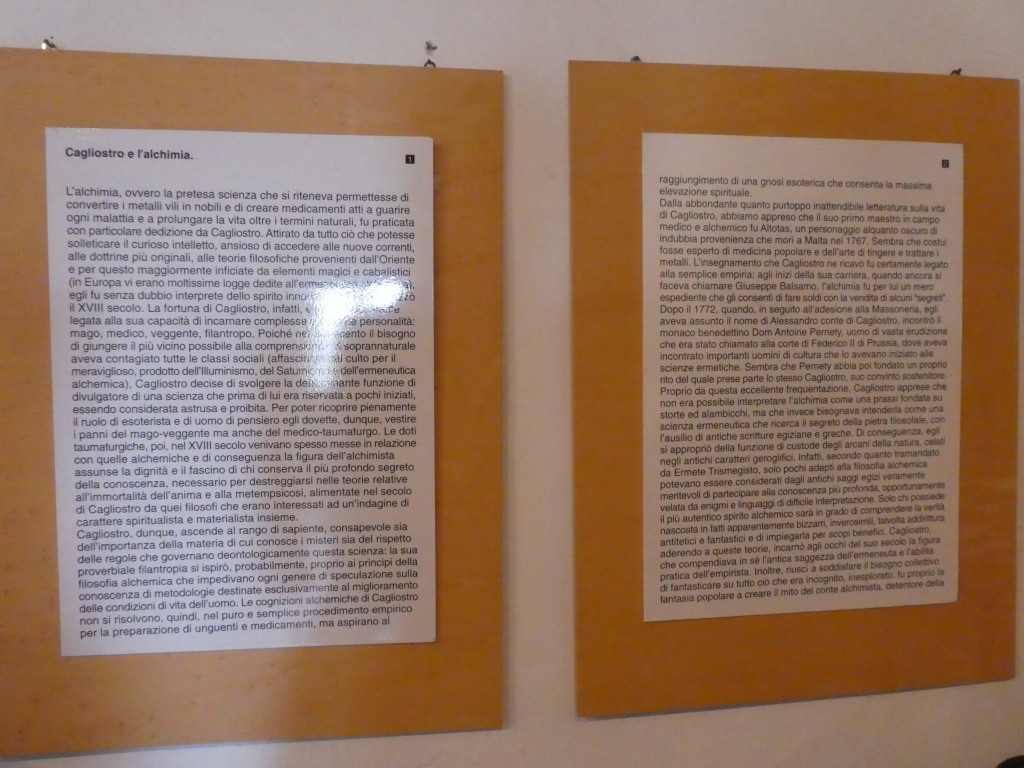 Cagliostro e l'alchimia.
1
L'alchimia, ovvero la pretesa scienza che si riteneva permettesse di
convertire i metalli vili in nobili e di creare medicamenti atti a guarire
ogni malattia e a prolungare la vita oltre i termini naturali, fu praticata
con particolare dedizione da Cagliostro. Attirato da tutto ciò che potesse
solleticare il curioso intelletto, ansioso di accedere alle nuove correnti,
alle dottrine più originali, alle teorie filosofiche provenienti dall'Oriente
e per questo maggiormente inficiate da elementi magici e cabalistici
(in Europa vi erano moltissime logge dedite
egli fu senza dubbio interprete dello spirito
il XVIII secolo. La fortuna di Cagliostro, infatti,
legata alla sua capacità di incarnare complesse personalità:
mago, medico, veggente, filantropo. Poiché il bisogno
di giungere il più vicino possibile alla soprannaturale
aveva contagiato tutte le classi sociali culto per il
meraviglioso, prodotto dell'Illuminismo, del dell'ermeneutica
alchemica), Cagliostro decise di svolgere la funzione di
divulgatore di una scienza che prima di lui era riservata a pochi iniziati,
essendo considerata astrusa e proibita. Per poter ricoprire pienamente
il ruolo di esoterista e di uomo di pensiero egli dovette, dunque, vestire
i panni del mago-veggente ma anche del medico-taumaturgo. Le doti
taumaturgiche, poi, nel XVIII secolo venivano spesso messe in relazione
con quelle alchemiche e di conseguenza la figura dell'alchimista
assunse la dignità e il fascino di chi conserva il più profondo segreto
della conoscenza, necessario per destreggiarsi nelle teorie relative
all'immortalità dell'anima e alla metempsicosi, alimentate nel secolo
di Cagliostro da quei filosofi che erano interessati ad un'indagine di
carattere spiritualista e materialista insieme.
Cagliostro, dunque, ascende al rango di sapiente, consapevole sia
dell'importanza della materia di cui conosce i misteri sia del rispetto
delle regole che governano deontologicamente questa scienza: la sua
proverbiale filantropia si ispirò, probabilmente, proprio ai principi della
filosofia alchemica che impedivano ogni genere di speculazione sulla
conoscenza di metodologie destinate esclusivamente al miglioramento
delle condizioni di vita dell'uomo. Le cognizioni alchemiche di Cagliostro
non si risolvono, quindi, nel puro e semplice procedimento empirico
per la preparazione di unguenti e medicamenti, ma aspirano al
2
raggiungimento di una gnosi esoterica che consenta la massima
elevazione spirituale.
Dalla abbondante quanto purtoppo inattendibile letteratura sulla vita
di Cagliostro, abbiamo appreso che il suo primo maestro in campo
medico e alchemico fu Altotas, un personaggio alquanto oscuro di
indubbia provenienza che morì a Malta nel 1767. Sembra che costui
fosse esperto di medicina popolare e dell'arte di tingere e trattare i
metalli. L'insegnamento che Cagliostro ne ricavò fu certamente legato
alla semplice empiria: agli inizi della sua carriera, quando ancora si
faceva chiamare Giuseppe Balsamo, l'alchimia fu per lui un mero
espediente che gli consentì di fare soldi con la vendita di alcuni "segreti".
Dopo il 1772, quando, in seguito all'adesione alla Massoneria, egli
aveva assunto il nome di Alessandro conte di Cagliostro, incontrò il
monaco benedettino Dom Antoine Pernety, uomo di vasta erudizione
che era stato chiamato alla corte di Federico II di Prussia, dove aveva
incontrato importanti uomini di cultura che lo avevano iniziato alle
scienze ermetiche. Sembra che Pernety abbia poi fondato un proprio
rito del quale prese parte lo stesso Cagliostro, suo convinto sostenitore.
Proprio da questa eccellente frequentazione, Cagliostro apprese che
non era possibile interpretare l'alchimia come una prassi fondata su
storte ed alambicchi, ma che invece bisognava intenderla come una
scienza ermeneutica che ricerca il segreto della pietra filosofale, con
l'ausilio di antiche scritture egiziane e greche. Di conseguenza, egli
si appropriò della funzione di custode degli arcani della natura, celati
negli antichi caratteri geroglifici. Infatti, secondo quanto tramandato
da Ermete Trismegisto, solo pochi adepti alla filosofia alchemica
potevano essere considerati dagli antichi saggi egizi veramente
meritevoli di partecipare alla conoscenza più profonda, opportunamente
velata da enigmi e linguaggi di difficile interpretazione. Solo chi possiede
il più autentico spirito alchemico sarà in grado di comprendere la verità
nascosta in fatti apparentemente bizzarri, inverosimili, talvolta addirittura
antitetici e fantastici e di impiegarla per scopi benefici. Cagliostro,
aderendo a queste teorie, incarnò agli occhi del suo secolo la figura
che compendiava in sé l'antica saggezza dell'ermeneuta e l'abilità
pratica dell'empirista. Inoltre, riuscì a soddisfare il bisogno collettivo
di fantasticare su tutto ciò che era incognito, inesplorato: fu proprio la
fantasia popolare a creare il mito del conte alchimista, detentore della